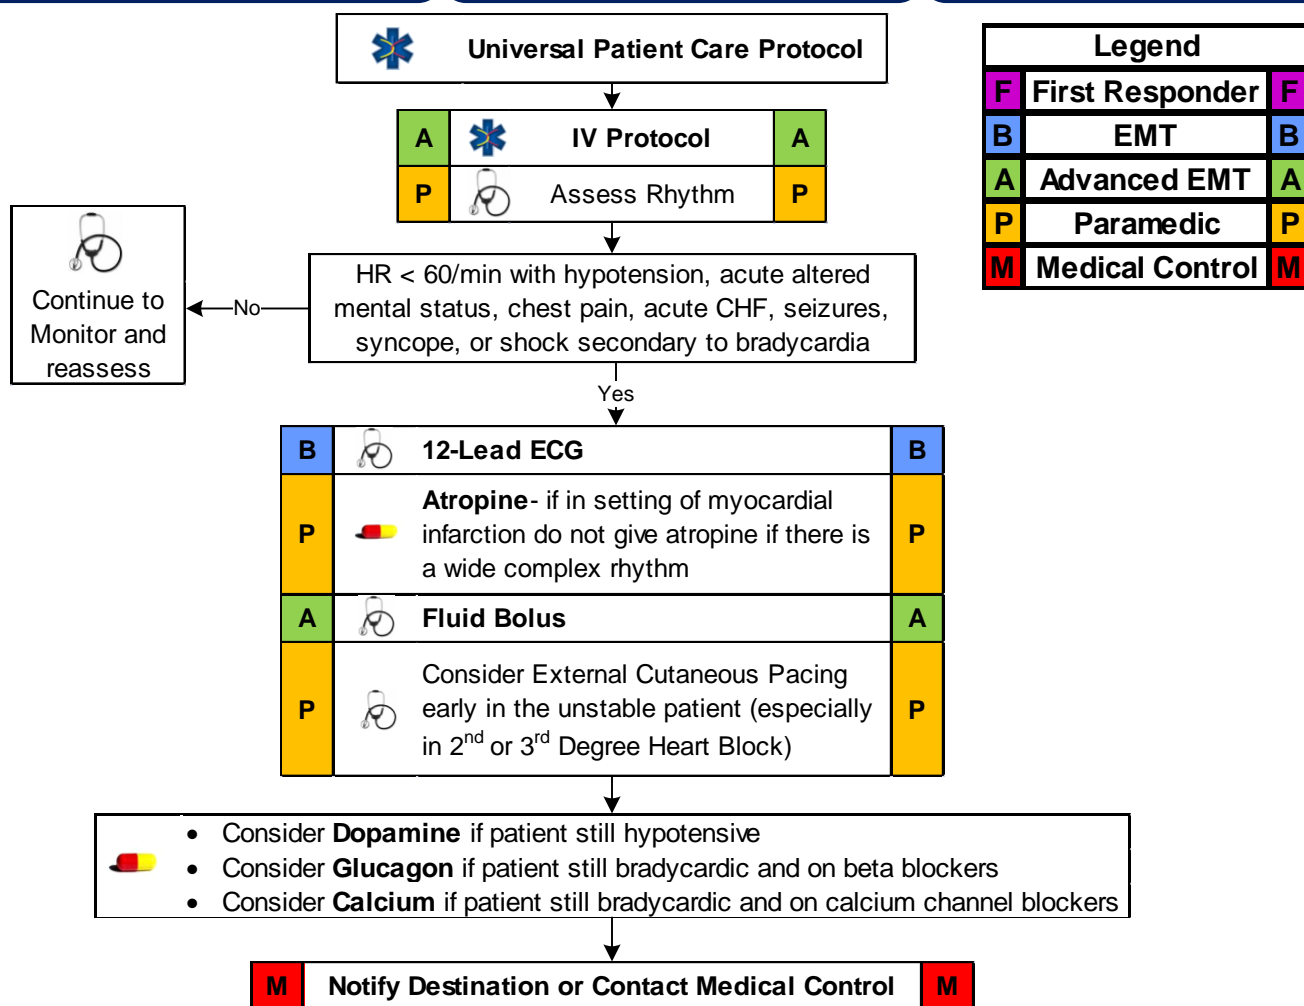 Universal Patient Care Protocol
Legend
F First Responder F
B EMT B
A Advanced EMT A
P Paramedic P
M Medical Control M
A IV Protocol A
P Assess Rhythm P
HR < 60/min with hypotension, acute altered
mental status, chest pain, acute CHF, seizures,
syncope, or shock secondary to bradycardia
No
Continue to
Monitor and
reassess
Yes
B 12-Lead ECG B
P Atropine- if in setting of myocardial
infarction do not give atropine if there is
a wide complex rhythm P
A Fluid Bolus A
P Consider External Cutaneous Pacing
early in the unstable patient (especially
in 2nd or 3rd Degree Heart Block) P
• Consider Dopamine if patient still hypotensive
• Consider Glucagon if patient still bradycardic and on beta blockers
• Consider Calcium if patient still bradycardic and on calcium channel blockers
M Notify Destination or Contact Medical Control M